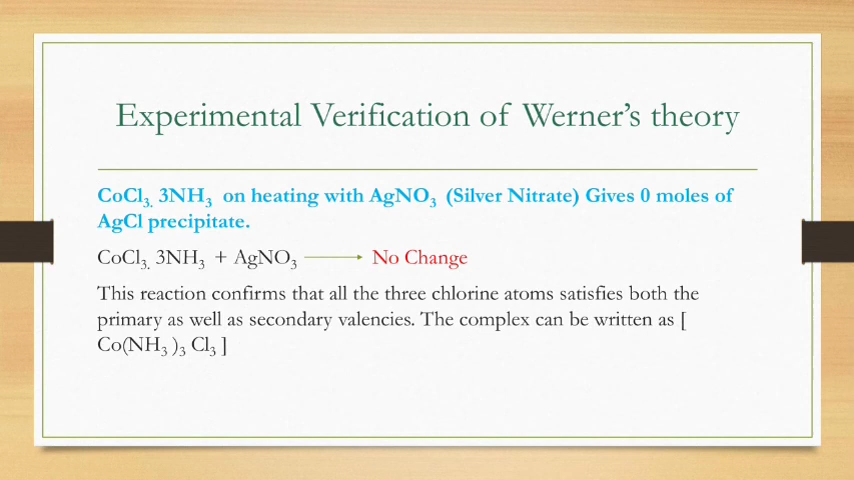 Experimental Verification of Werner's theory
CoCl3. 3NH3 on heating with AgNO3 (Silver Nitrate) Gives 0 moles of
AgCl precipitate.
CoCl3. 3NH3 + AgNO3 ⟶ No Change
This reaction confirms that all the three chlorine atoms satisfies both the
primary as well as secondary valencies. The complex can be written as [
Co(NH3 )3 Cl3 ]